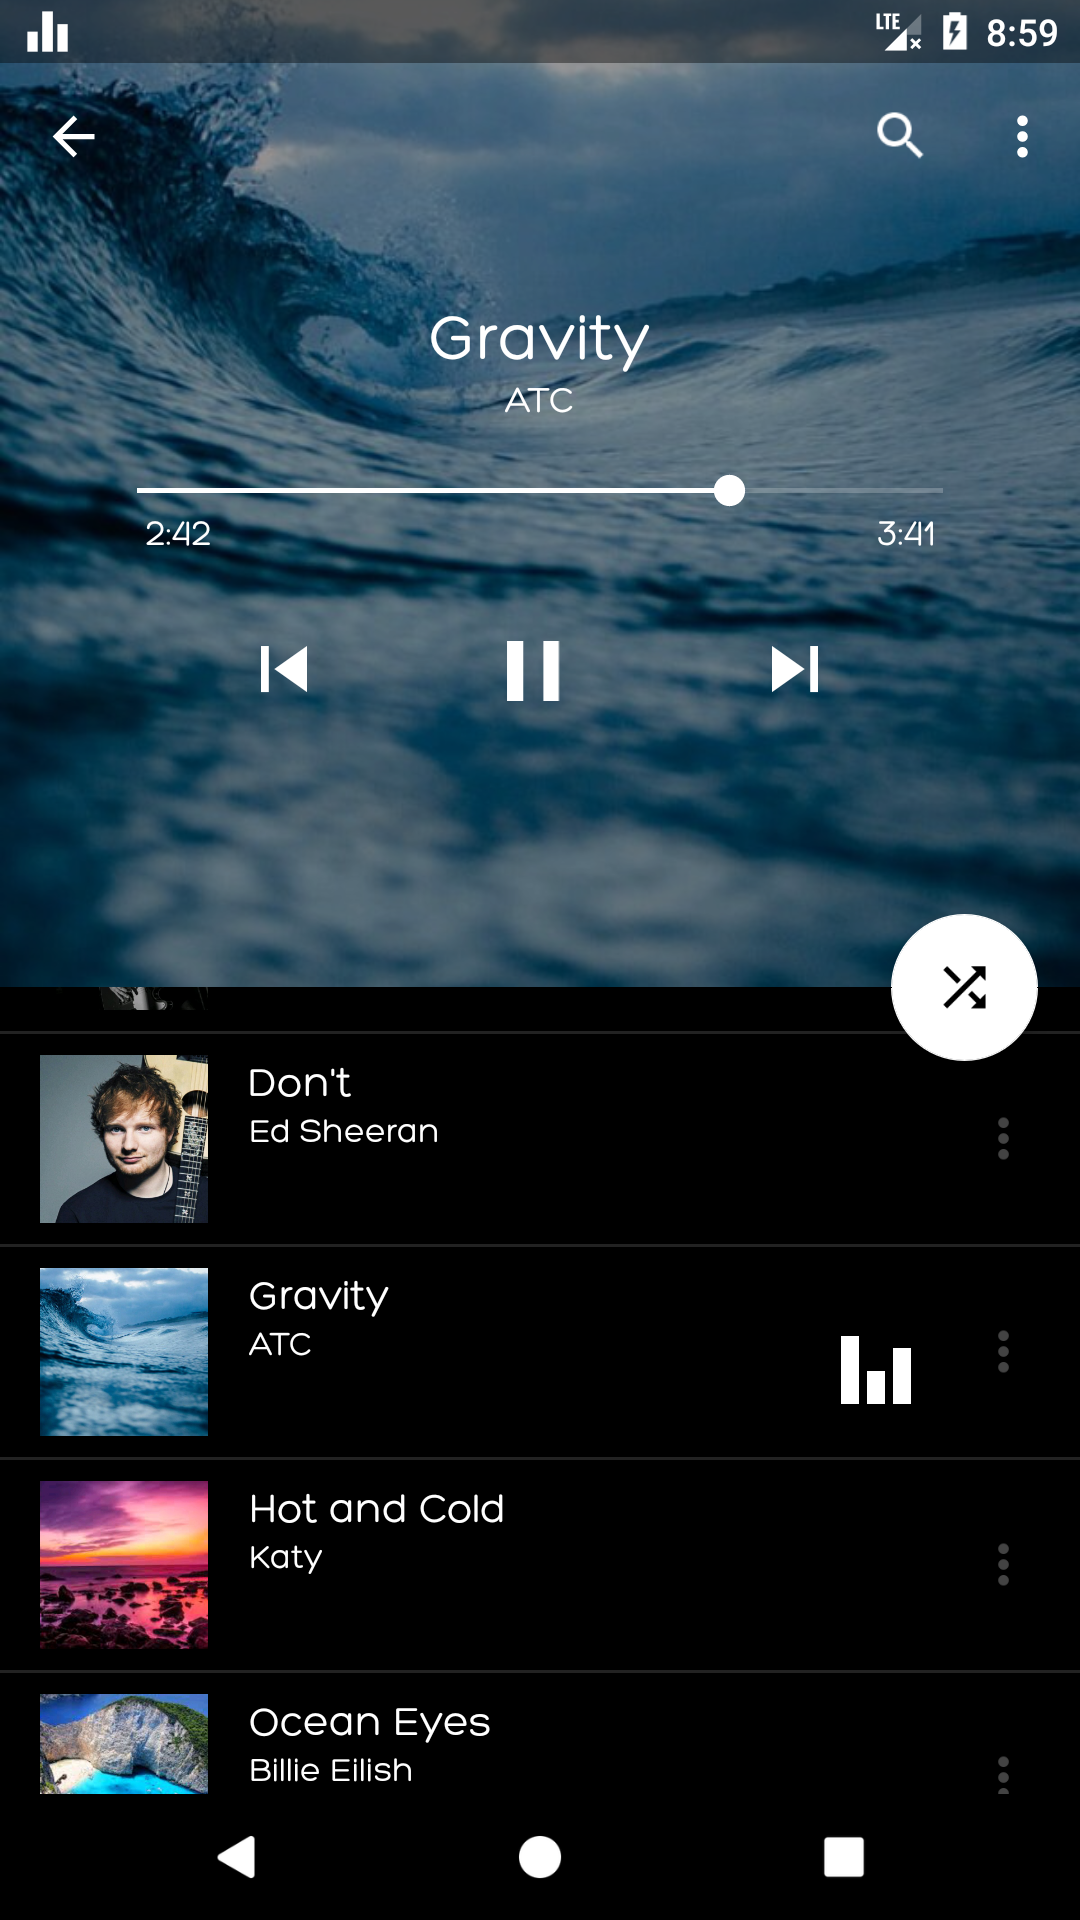 LTE 8:59
Gravity
ATC
2:42 3:41
Don't
Ed Sheeran
Gravity
ATC
Hot and Cold
Katy
Ocean Eyes
Billie Eilish